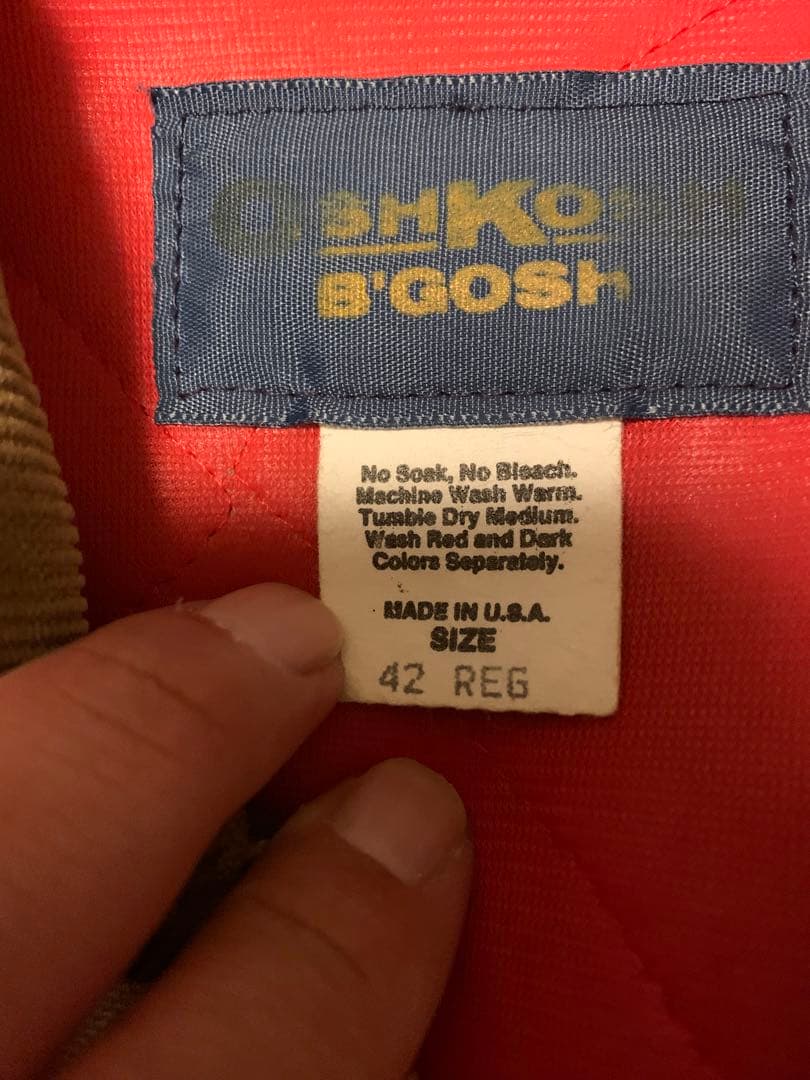 OSHKOSH
B'GOSH
No Soak, No Bleach.
Machine Wash Warm.
Tumble Dry Medium.
Wash Red and Dark
Colors Separately.
MADE IN U.S.A.
SIZE
42 REG